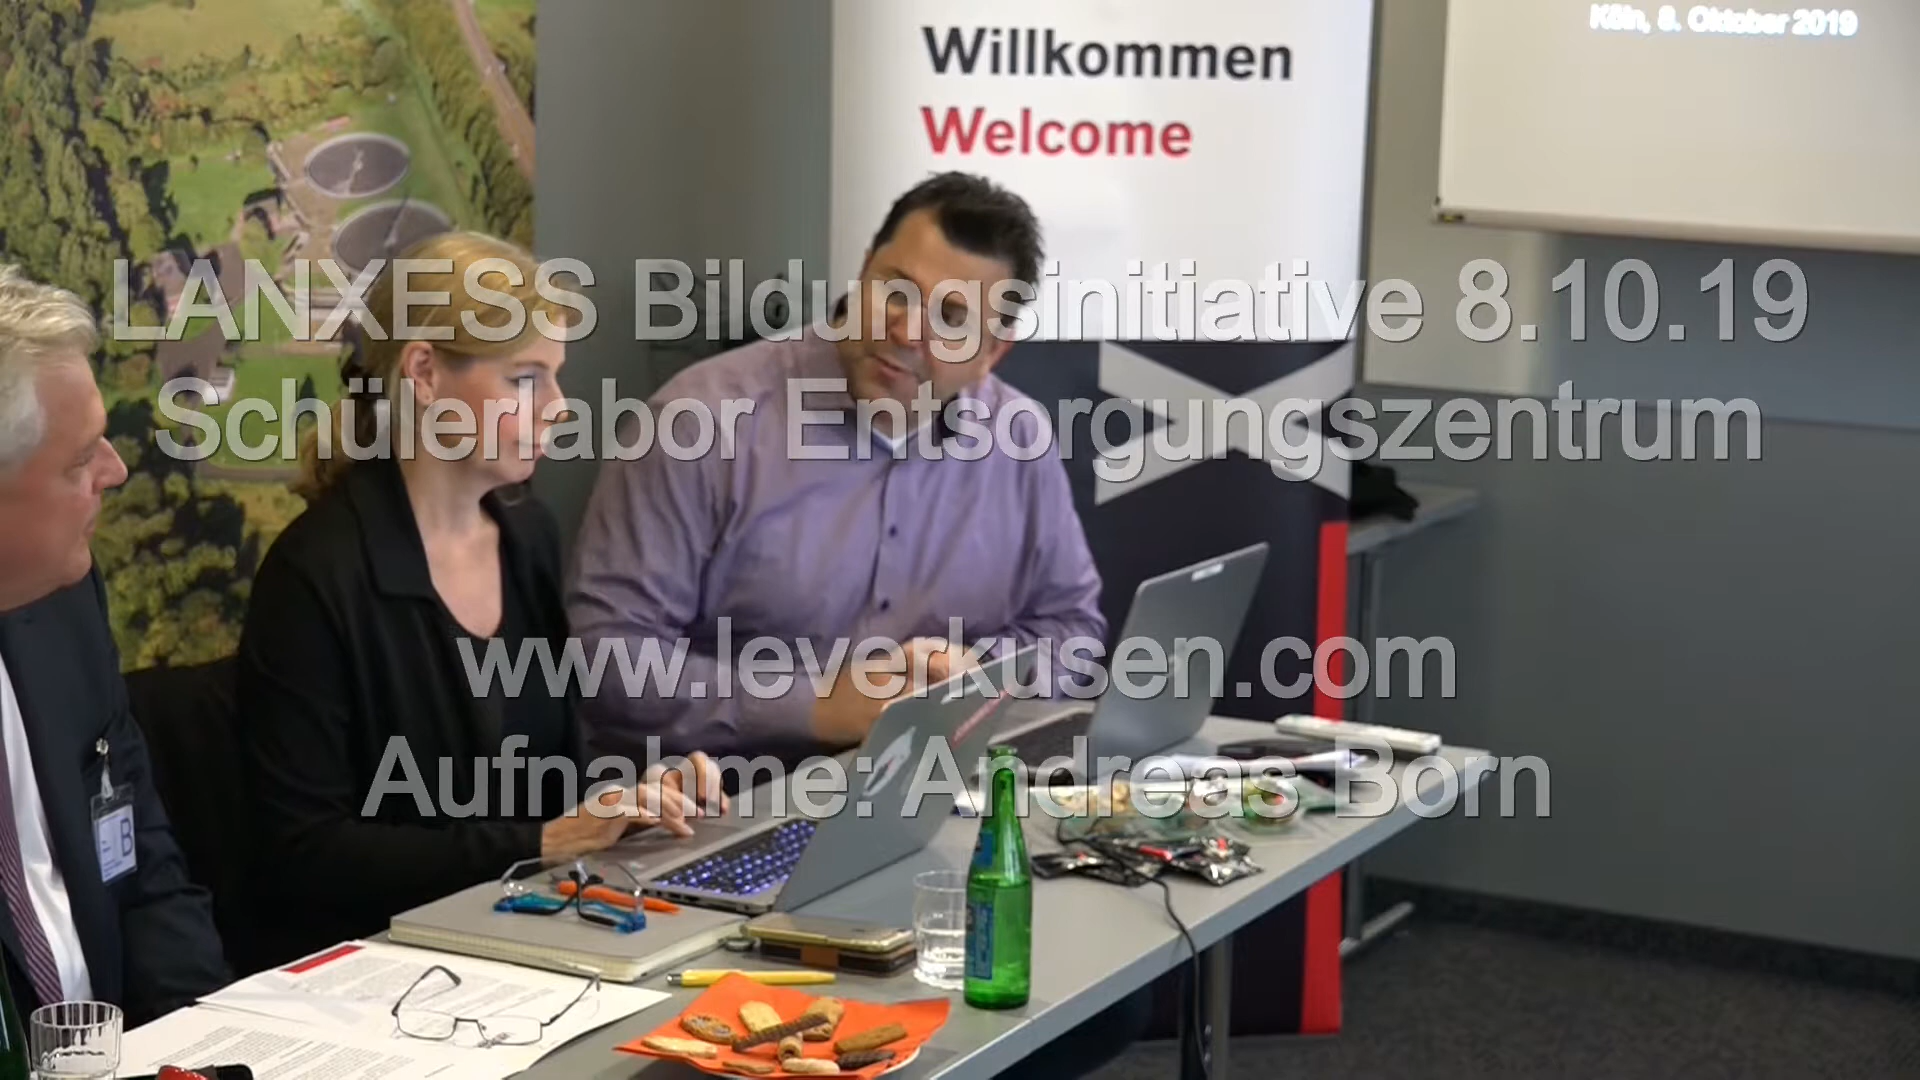 Köln, 8. Oktober 2019
Willkommen
Welcome
LANXESS Bildungsinitiative 8.10.19
Schülerlabor Entsorgungszentrum
www.leverkusen.com
Aufnahme: Andreas Born
B